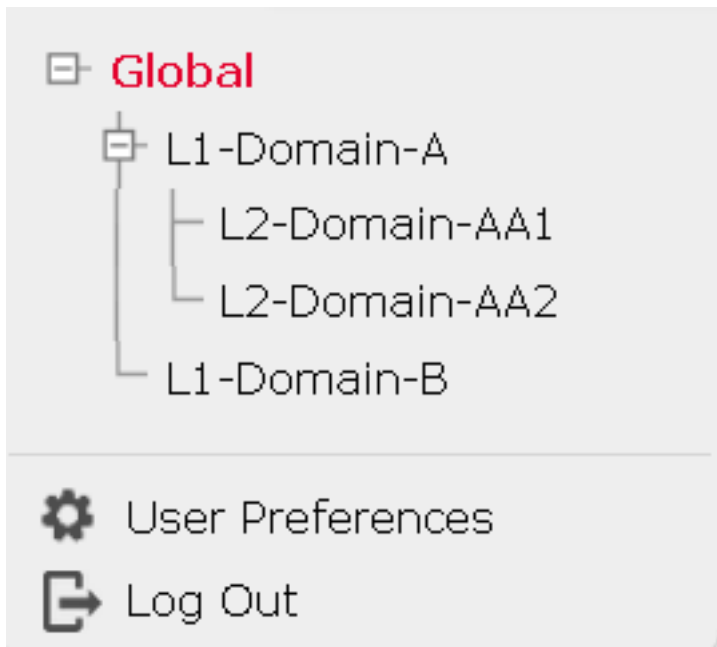 Global
L1-Domain-A
L2-Domain-AA1
L2-Domain-AA2
L1-Domain-B
User Preferences
Log Out